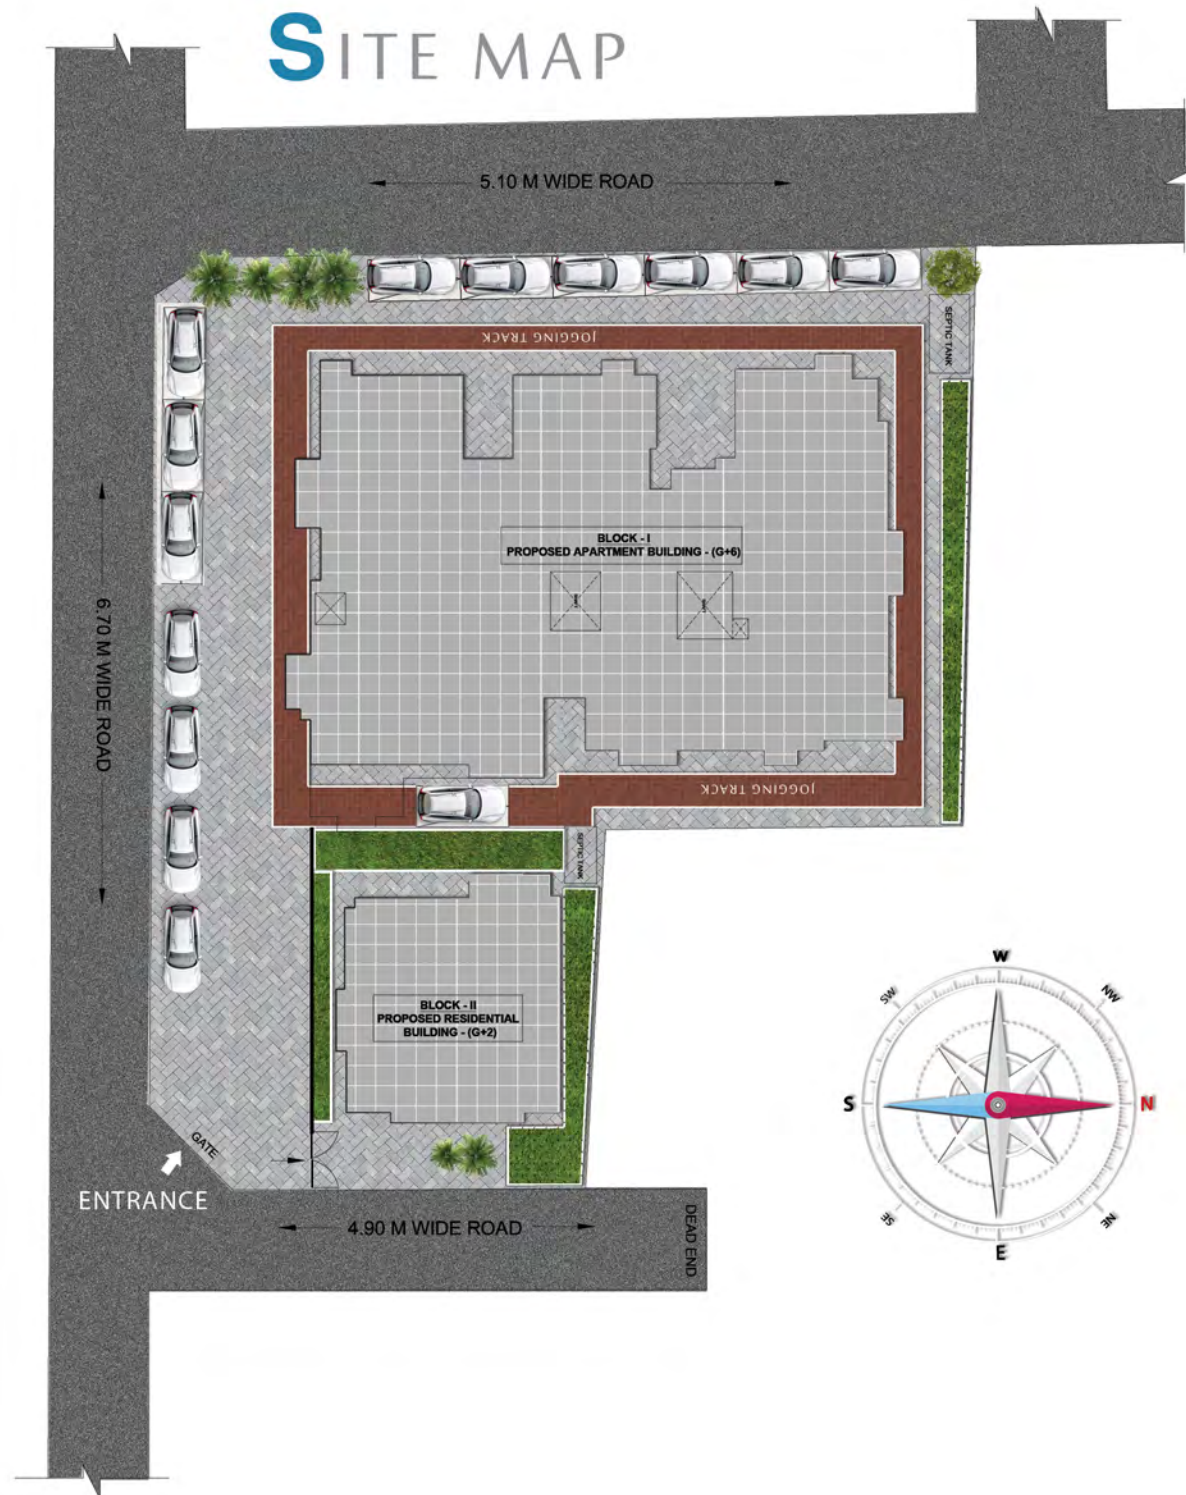 SITE MAP
5.10 M WIDE ROAD
SEPTIC TANK
JOGGING TRACK
BLOCK - I
PROPOSED APARTMENT BUILDING - (G+6)
6.70 M WIDE ROAD
JOGGING TRACK
SEPTIC TANK
BLOCK - II
PROPOSED RESIDENTIAL
BUILDING - (G+2)
W
SW
NW
S
N
SE
NE
E
GATE
ENTRANCE
4.90 M WIDE ROAD
DEAD END